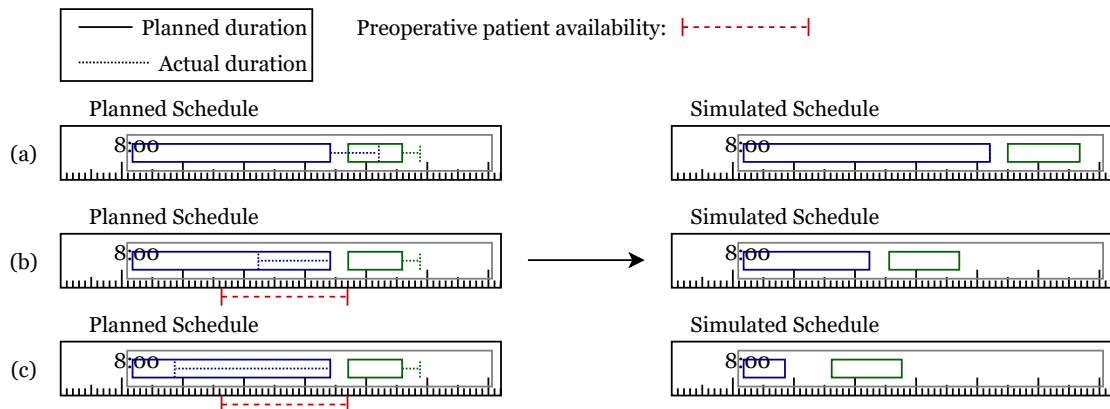 Planned duration
Preoperative patient availability:
Actual duration
Planned Schedule
Simulated Schedule
(a)
8:00
8:00
Planned Schedule
Simulated Schedule
(b)
8:00
8:00
Planned Schedule
Simulated Schedule
(c)
8:00
8:00